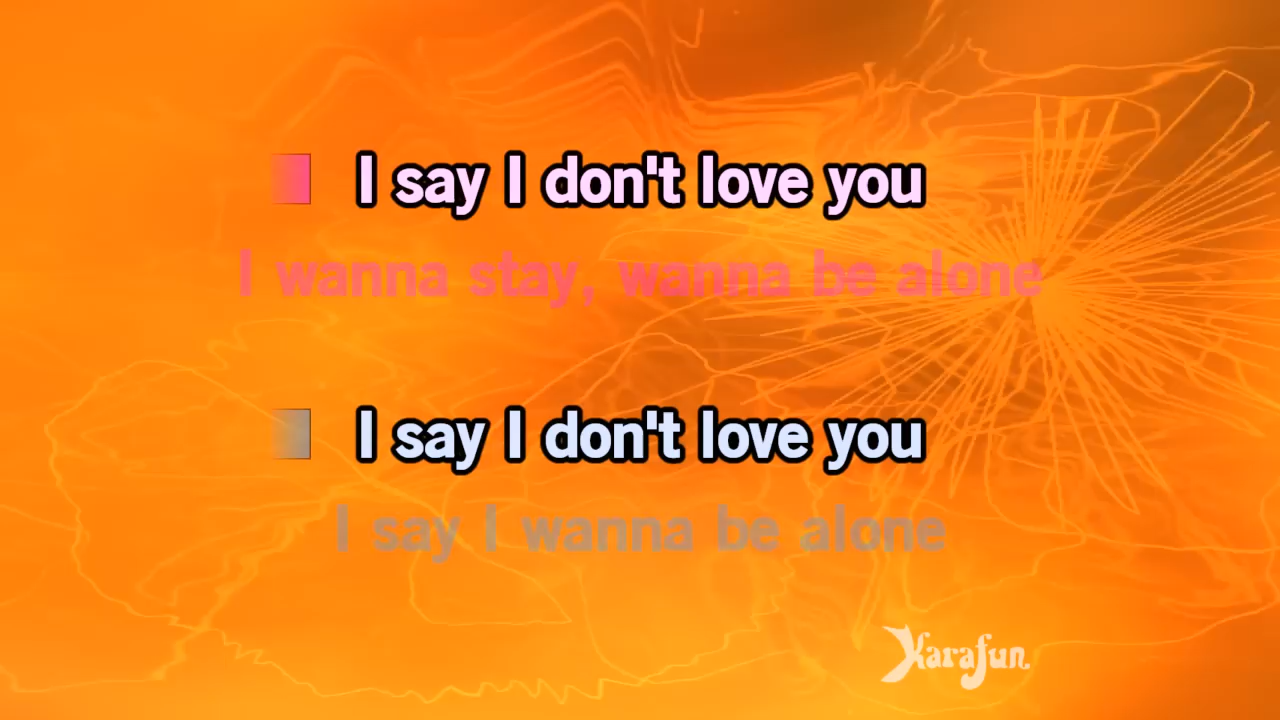 I say I don't love you
I wanna stay, wanna be alone
I say I don't love you
I say I wanna be alone
Karafun